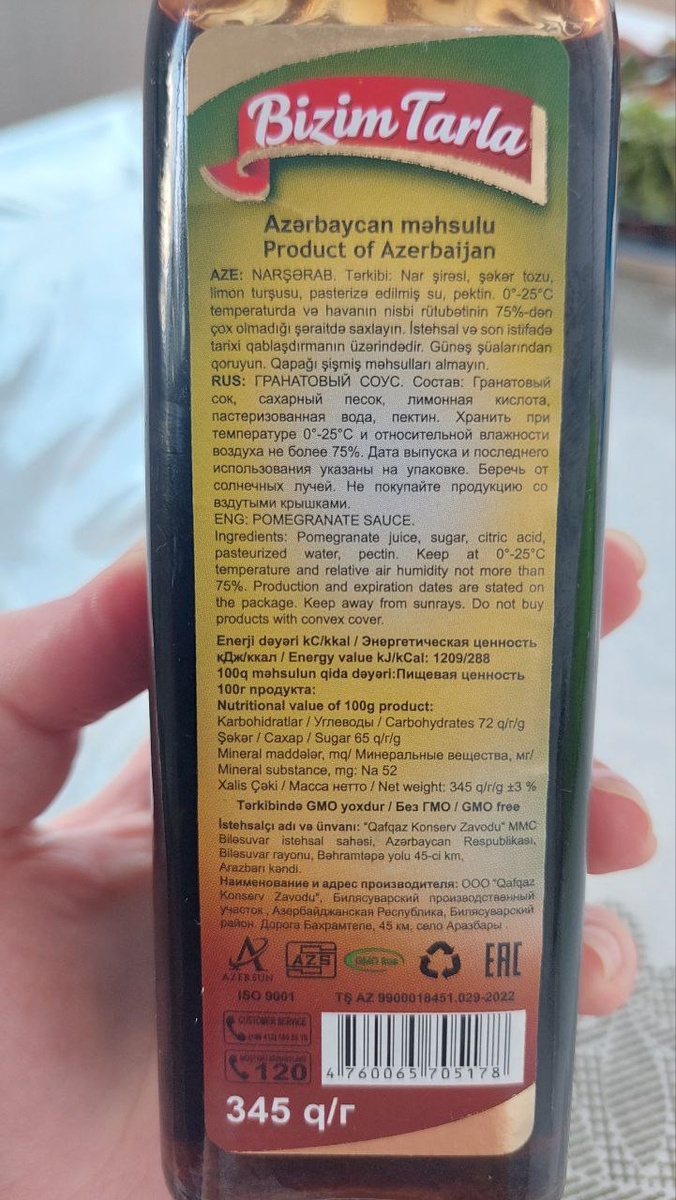 Bizim Tarla
Azərbaycan məhsulu
Product of Azerbaijan
AZE: NARŞƏRAB. Tərkibi: Nar şirəsi, şəkər tozu,
limon turşusu, pasterizə edilmiş su, pektin. 0°-25°C
temperaturda və havanın nisbi rütubətinin 75%-dən
çox olmadığı şəraitdə saxlayın. İstehsal və son istifadə
tarixi qablaşdırmanın üzərindədir. Günəş şüalarından
qoruyun. Qapağı şişmiş məhsulları almayın.
RUS: ГРАНАТОВЫЙ СОУС. Состав: Гранатовый
сок, сахарный песок, лимонная кислота,
пастеризованная вода, пектин. Хранить при
температуре 0°-25°C и относительной влажности
воздуха не более 75%. Дата выпуска и последнего
использования указаны на упаковке. Беречь от
солнечных лучей. Не покупайте продукцию со
вздутыми крышками.
ENG: POMEGRANATE SAUCE.
Ingredients: Pomegranate juice, sugar, citric acid,
pasteurized water, pectin. Keep at 0°-25°C
temperature and relative air humidity not more than
75%. Production and expiration dates are stated on
the package. Keep away from sunrays. Do not buy
products with convex cover.
Enerji dəyəri kC/kkal / Энергетическая ценность
кДж/ккал / Energy value kJ/kCal: 1209/288
100q məhsulun qida dəyəri:Пищевая ценность
100г продукта:
Nutritional value of 100g product:
Karbohidratlar / Углеводы / Carbohydrates 72 q/г/g
Şəkər / Сахар / Sugar 65 q/г/g
Mineral maddələr, mq/ Минеральные вещества, мг/
Mineral substance, mg: Na 52
Xalis Çəki / Масса нетто / Net weight: 345 q/г/g ±3 %
Tərkibində GMO yoxdur / Без ГМО / GMO free
İstehsalçı adı və ünvanı: "Qafqaz Konserv Zavodu" MMC
Biləsuvar istehsal sahəsi, Azərbaycan Respublikası,
Biləsuvar rayonu, Bəhramtəpə yolu 45-ci km,
Arazbarı kəndi.
Наименование и адрес производителя: ООО "Qafqaz
Konserv Zavodu", Билясуварский производственный
участок , Азербайджанская Республика, Билясуварский
район. Дорога Бахрамтепе, 45 км, село Аразбары .
AZERSUN
AZS
GMO free
EAC
ISO 9001 TŞ AZ 9900018451.029-2022
CUSTOMER SERVICE
120
4 760065 705178
345 q/г